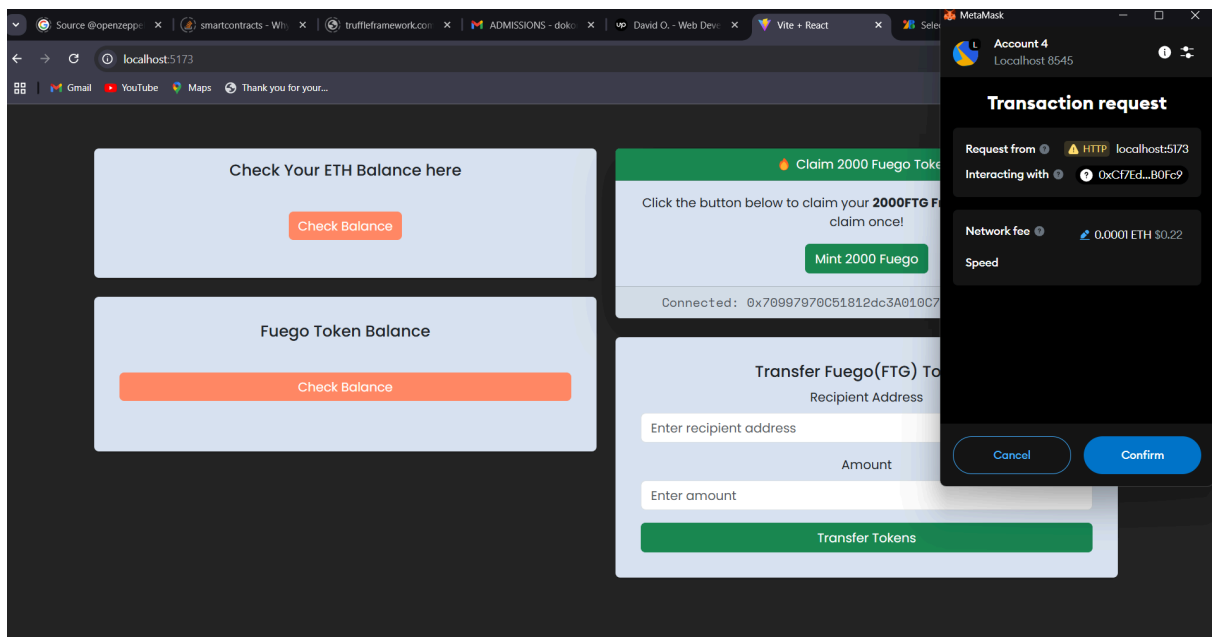 Source @openzeppe
smartcontracts - Wh
truffleframework.con
ADMISSIONS - doko
David O. - Web Deve
Vite + React
Sele
localhost:5173
Gmail
YouTube
Maps
Thank you for your...
Check Your ETH Balance here
Check Balance
Fuego Token Balance
Check Balance
Claim 2000 Fuego Toke
Click the button below to claim your 2000FTG F
claim once!
Mint 2000 Fuego
Connected: 0x70997970C51812dc3A010C7
Transfer Fuego(FTG) To
Recipient Address
Enter recipient address
Amount
Enter amount
Transfer Tokens
MetaMask
L
Account 4
Localhost 8545
Transaction request
Request from HTTP localhost:5173
Interacting with 0xCf7Ed...B0Fc9
Network fee 0.0001 ETH $0.22
Speed
Cancel
Confirm